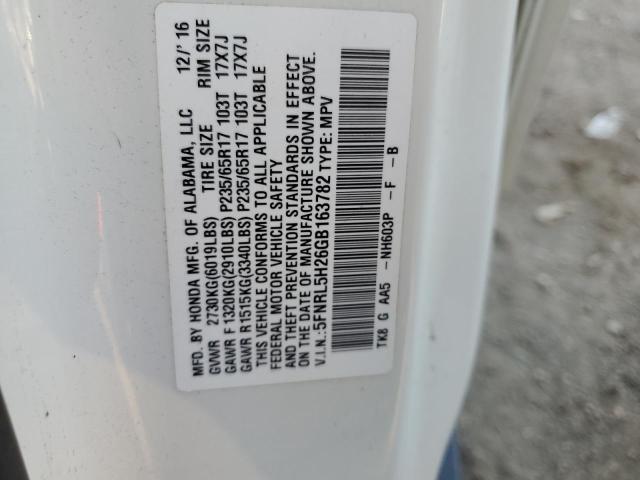 MFD. BY HONDA MFG. OF ALABAMA, LLC 12/'16
GVWR 2730KG(6019LBS) TIRE SIZE RIM SIZE
GAWR F 1320KG(2910LBS) P235/65R17 103T 17X7J
GAWR R 1515KG(3340LBS) P235/65R17 103T 17X7J
THIS VEHICLE CONFORMS TO ALL APPLICABLE
FEDERAL MOTOR VEHICLE SAFETY
AND THEFT PREVENTION STANDARDS IN EFFECT
ON THE DATE OF MANUFACTURE SHOWN ABOVE.
V.I.N.:5FNRL5H26GB163782 TYPE: MPV
TK8 G AA5 -NH603P -F -B